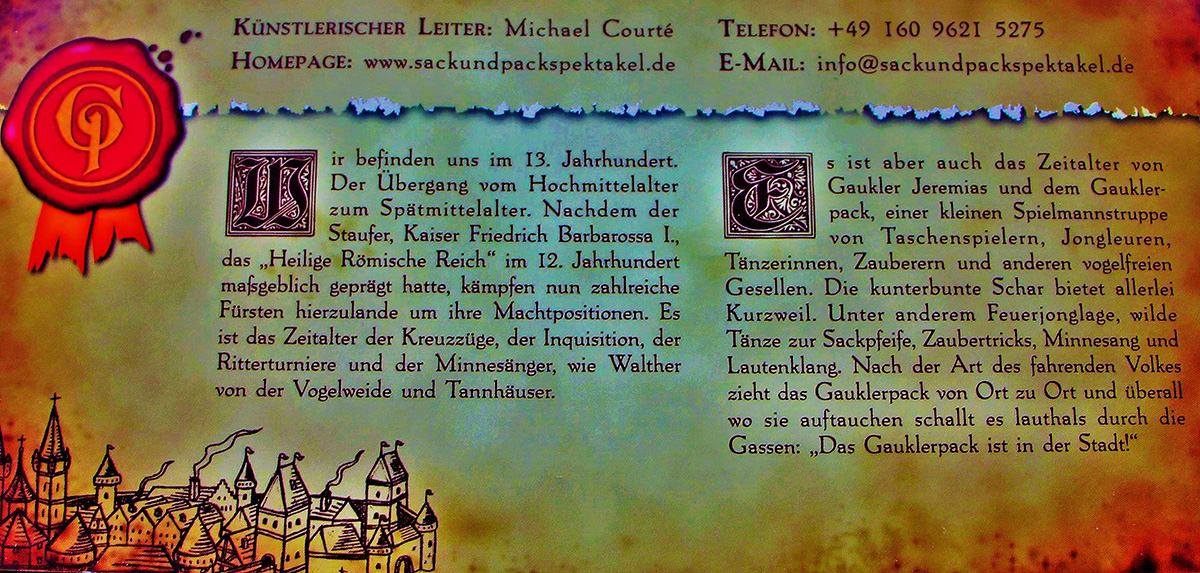 KÜNSTLERISCHER LEITER: Michael Courté
HOMEPAGE: www.sackundpackspektakel.de
TELEFON: +49 160 9621 5275
E-MAIL: info@sackundpackspektakel.de
GP
Wir befinden uns im 13. Jahrhundert.
Der Übergang vom Hochmittelalter
zum Spätmittelalter. Nachdem der
Staufer, Kaiser Friedrich Barbarossa I.,
das „Heilige Römische Reich“ im 12. Jahrhundert
maßgeblich geprägt hatte, kämpfen nun zahlreiche
Fürsten hierzulande um ihre Machtpositionen. Es
ist das Zeitalter der Kreuzzüge, der Inquisition, der
Ritterturniere und der Minnesänger, wie Walther
von der Vogelweide und Tannhäuser.
Es ist aber auch das Zeitalter von
Gaukler Jeremias und dem Gaukler-
pack, einer kleinen Spielmannstruppe
von Taschenspielern, Jongleuren,
Tänzerinnen, Zauberern und anderen vogelfreien
Gesellen. Die kunterbunte Schar bietet allerlei
Kurzweil. Unter anderem Feuerjonglage, wilde
Tänze zur Sackpfeife, Zaubertricks, Minnesang und
Lautenklang. Nach der Art des fahrenden Volkes
zieht das Gauklerpack von Ort zu Ort und überall
wo sie auftauchen schallt es lauthals durch die
Gassen: „Das Gauklerpack ist in der Stadt!“